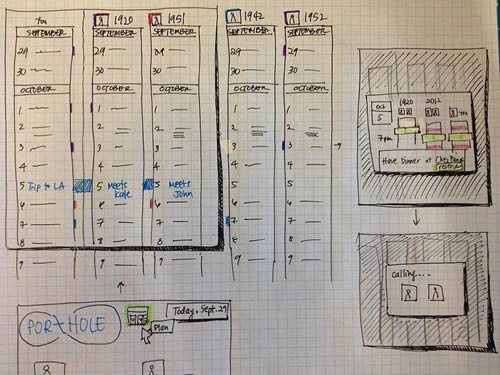 You
SEPTEMBER
29
30
OCTOBER
1
2
3
4
5 Trip to LA
6
7
8
9
1920
SEPTEMBER
29
30
OCTOBER
1
2
3
4
5 Meets
Kate
6
7
8
9
1951
SEPTEMBER
29
30
OCTOBER
1
2
3
4
5 Meets
John
6
7
8
9
1942
SEPTEMBER
29
30
OCTOBER
1
2
3
4
5
6
7
8
9
1952
SEPTEMBER
29
30
OCTOBER
1
2
3
4
5
6
7
8
9
Oct
5
1920
2012
You
7pm
Have Dinner at
calling....
PORTHOLE
Plan
Today. Sept. 29